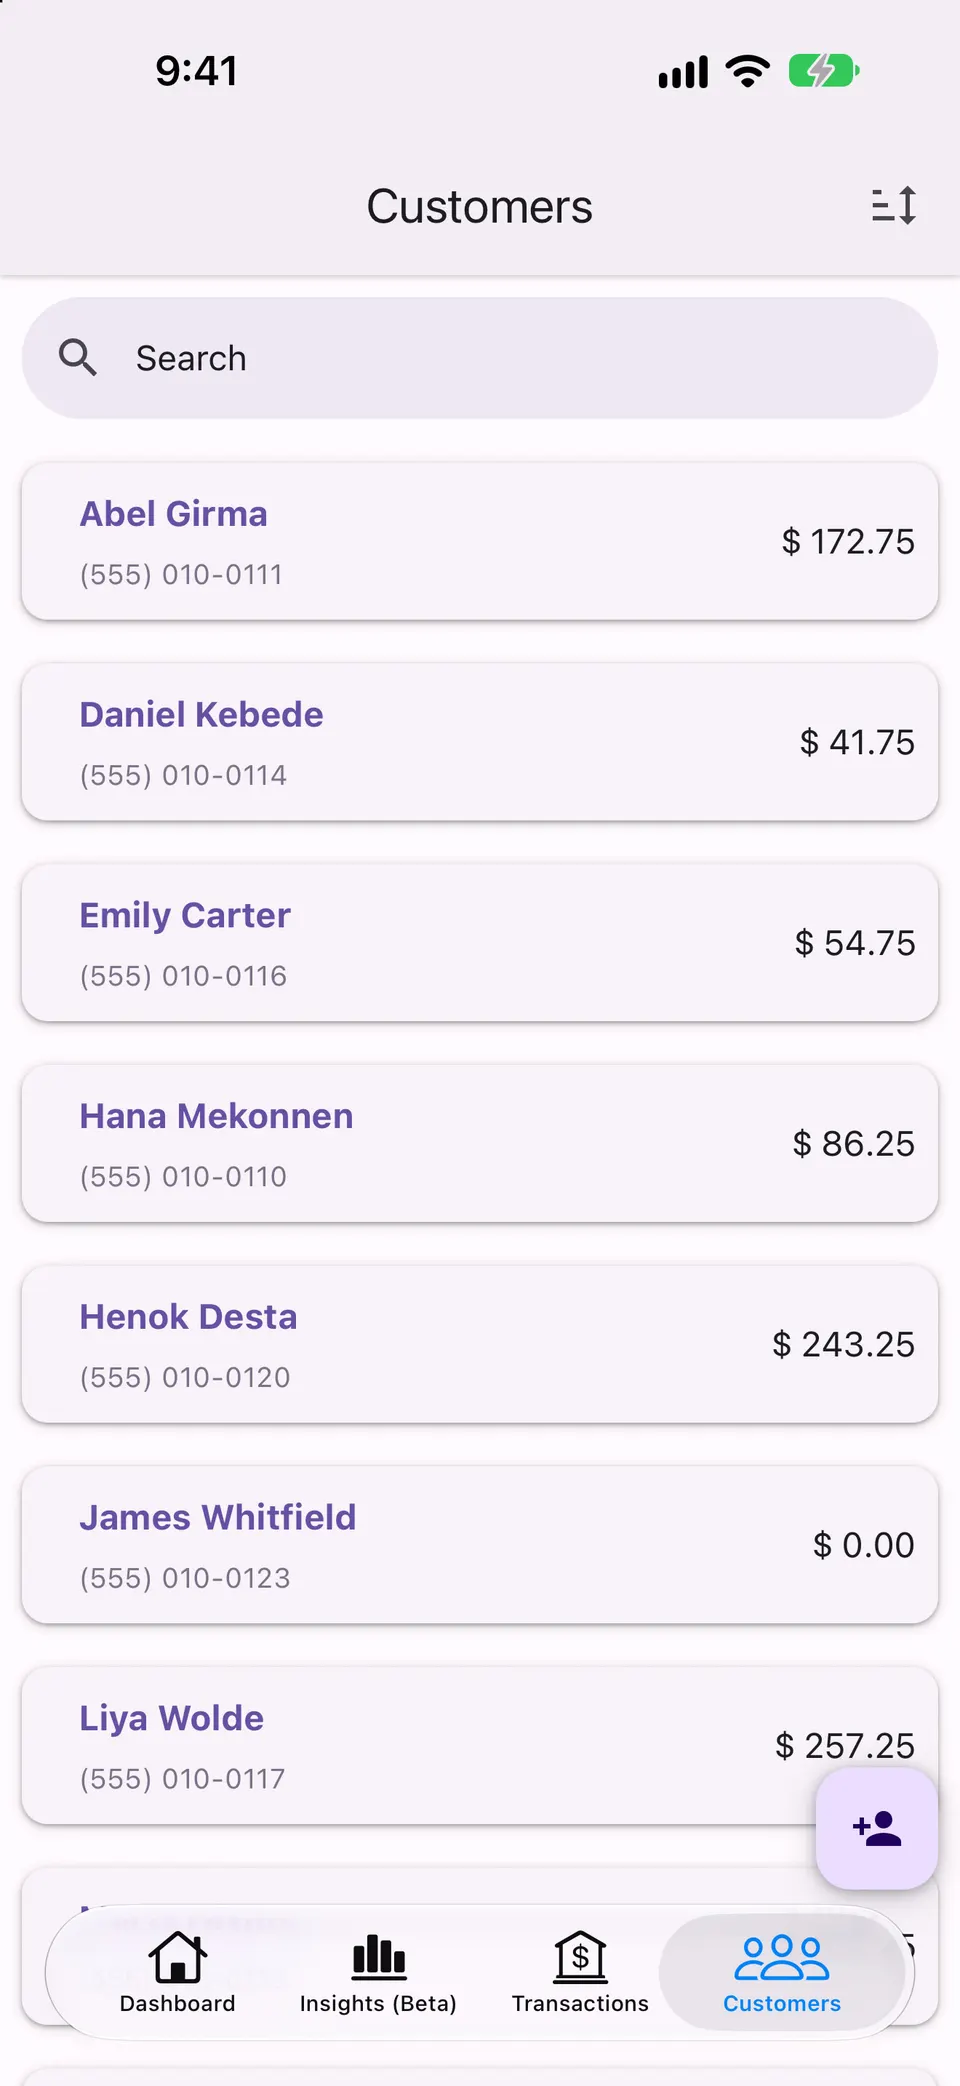 9:41
Customers
Search
Abel Girma
(555) 010-0111
$ 172.75
Daniel Kebede
(555) 010-0114
$ 41.75
Emily Carter
(555) 010-0116
$ 54.75
Hana Mekonnen
(555) 010-0110
$ 86.25
Henok Desta
(555) 010-0120
$ 243.25
James Whitfield
(555) 010-0123
$ 0.00
Liya Wolde
(555) 010-0117
$ 257.25
Dashboard
Insights (Beta)
Transactions
Customers